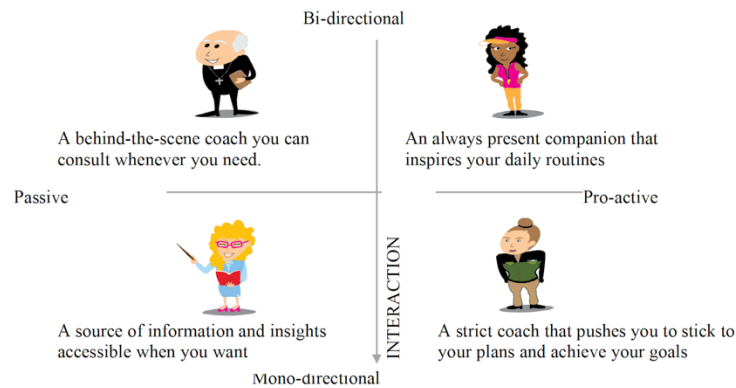 Bi-directional
A behind-the-scene coach you can
consult whenever you need.
An always present companion that
inspires your daily routines
Passive
Pro-active
INTERACTION
A source of information and insights
accessible when you want
A strict coach that pushes you to stick to
your plans and achieve your goals
Mono-directional